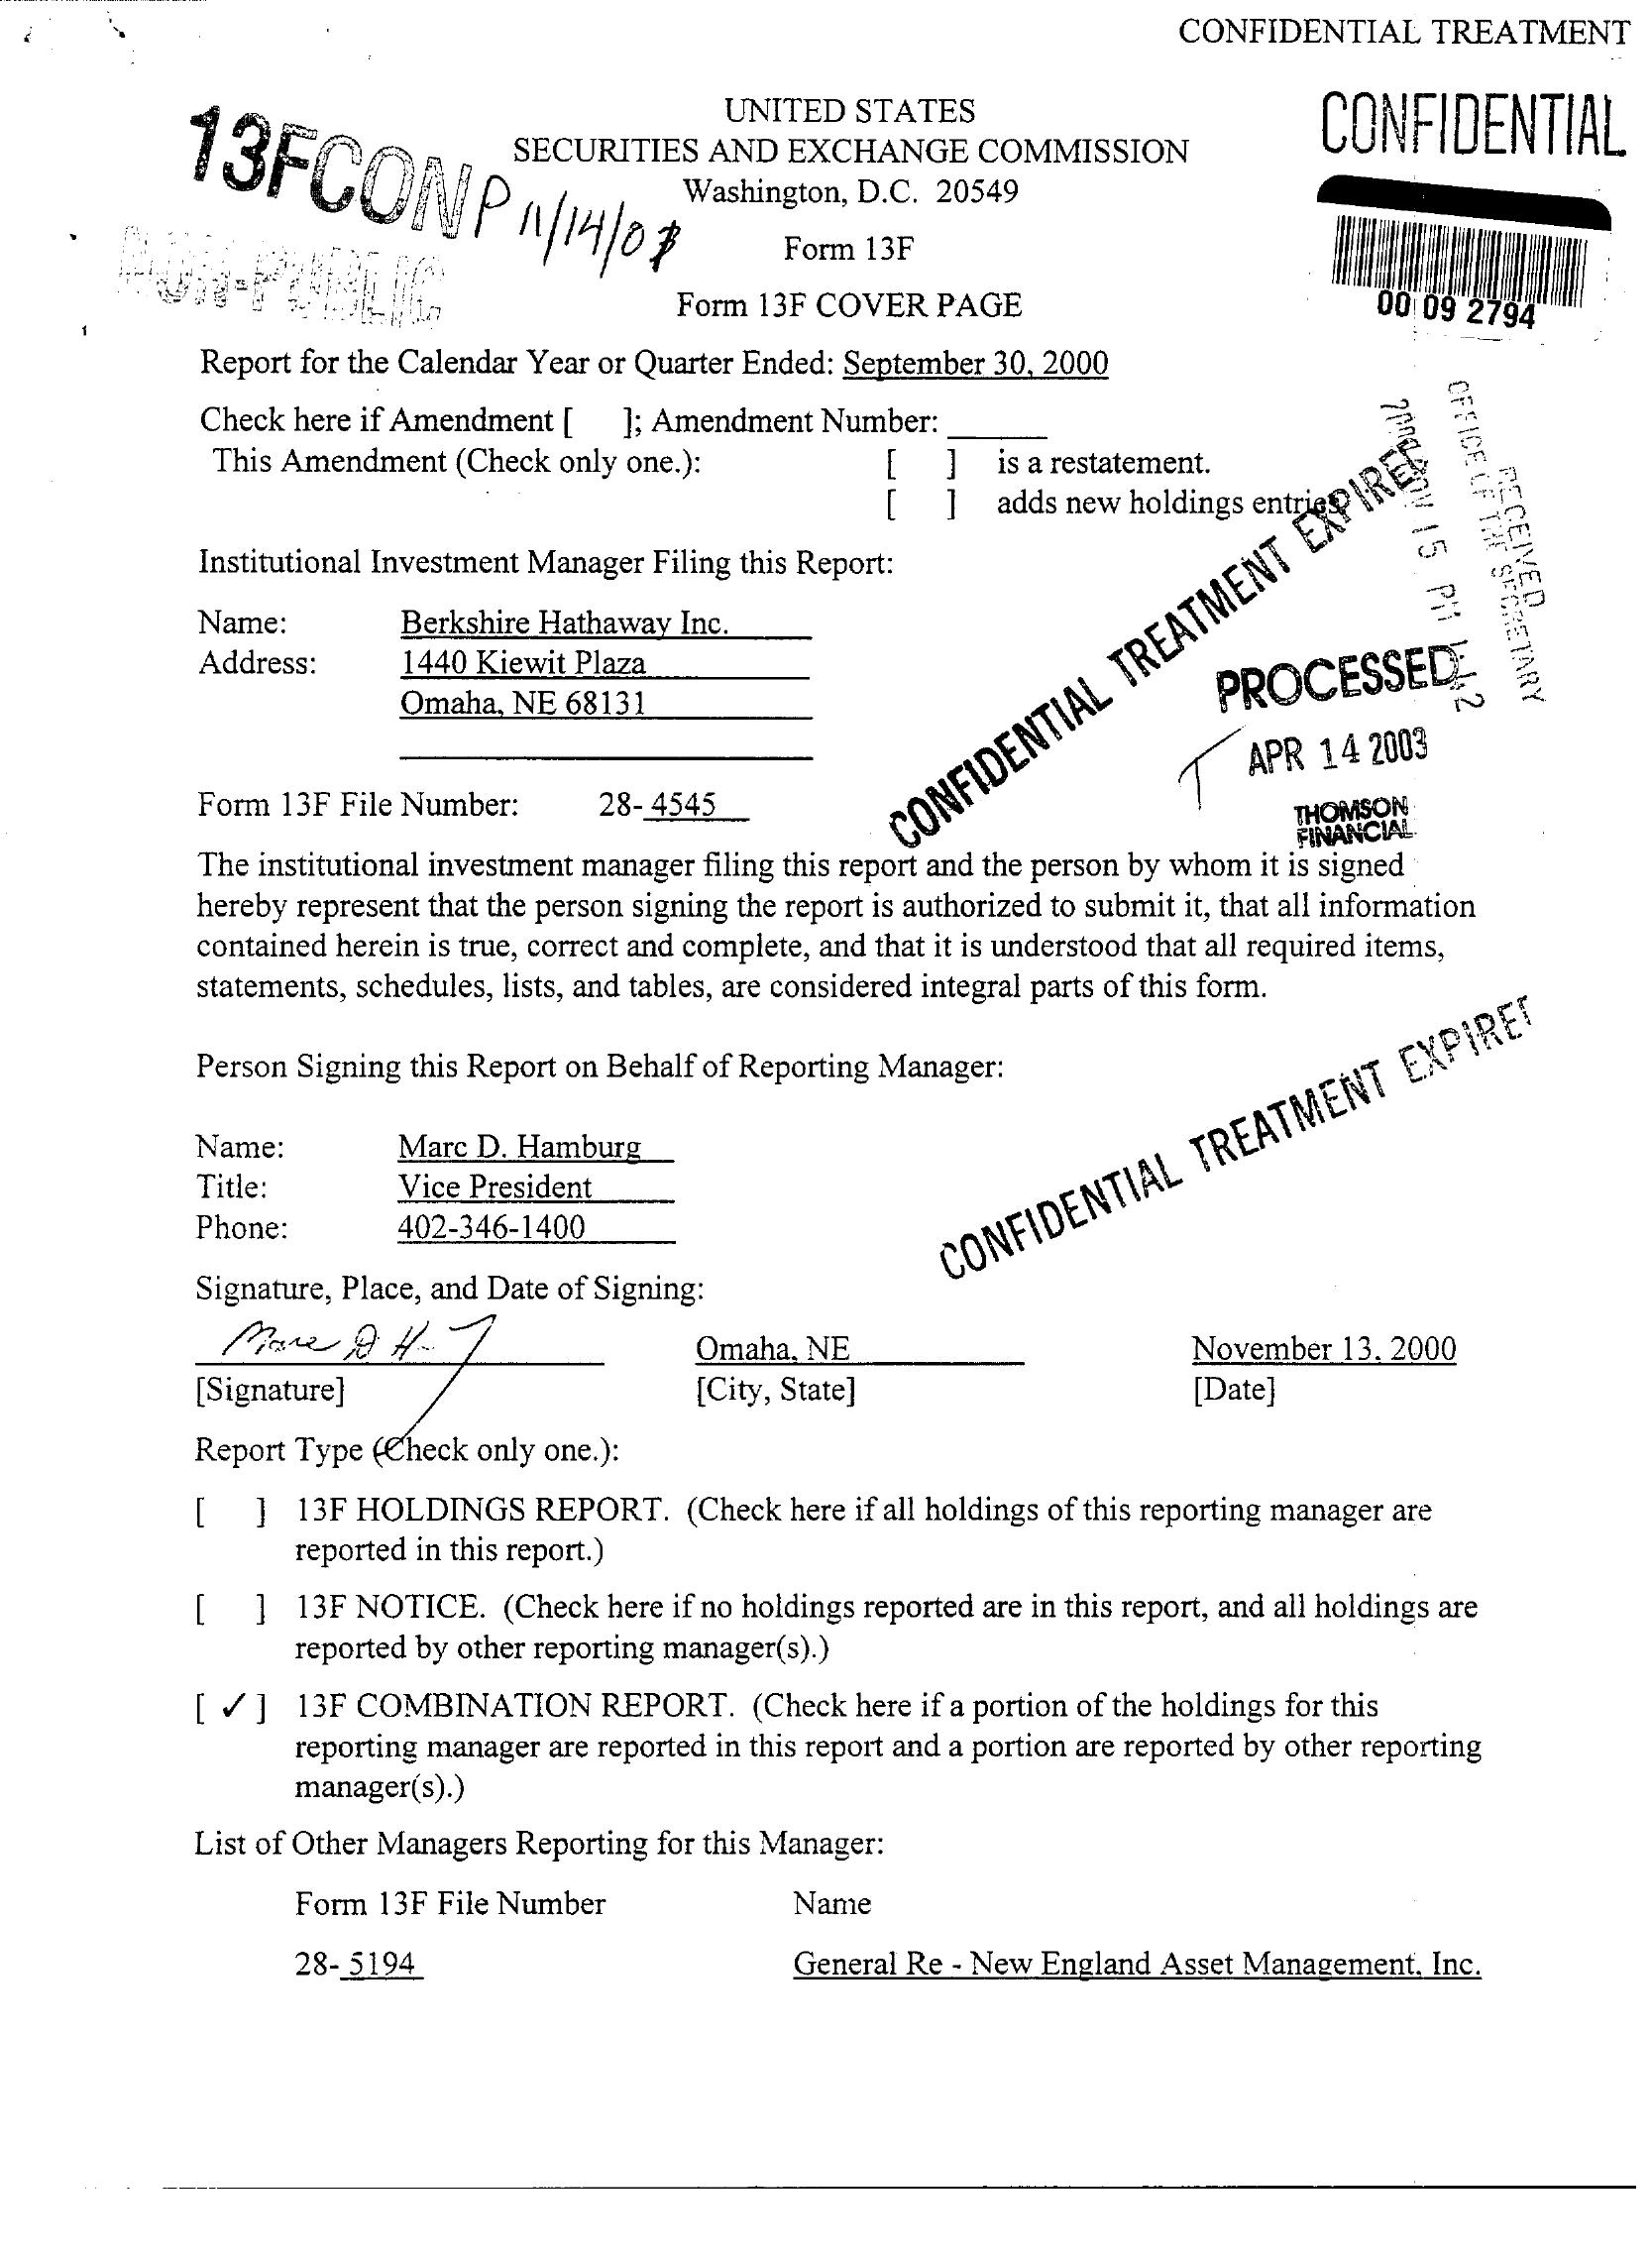 CONFIDENTIAL TREATMENT
CONFIDENTIAL
13FCONP 11/14/0
NON-PUBLIC
UNITED STATES
SECURITIES AND EXCHANGE COMMISSION
Washington, D.C. 20549
Form 13F
Form 13F COVER PAGE
00 09 2794
Report for the Calendar Year or Quarter Ended: September 30, 2000
Check here if Amendment [ ]; Amendment Number: ______
This Amendment (Check only one.): [ ] is a restatement.
[ ] adds new holdings entries.
RECEIVED
OFFICE OF THE SECRETARY
NOV 15 PM
CONFIDENTIAL TREATMENT EXPIRED
Institutional Investment Manager Filing this Report:
Name: Berkshire Hathaway Inc.
Address: 1440 Kiewit Plaza
Omaha, NE 68131
PROCESSED
APR 14 2003
THOMSON
FINANCIAL
Form 13F File Number: 28- 4545
The institutional investment manager filing this report and the person by whom it is signed
hereby represent that the person signing the report is authorized to submit it, that all information
contained herein is true, correct and complete, and that it is understood that all required items,
statements, schedules, lists, and tables, are considered integral parts of this form.
Person Signing this Report on Behalf of Reporting Manager:
CONFIDENTIAL TREATMENT EXPIRED
Name: Marc D. Hamburg
Title: Vice President
Phone: 402-346-1400
Signature, Place, and Date of Signing:
Omaha, NE November 13, 2000
[Signature] [City, State] [Date]
Report Type (Check only one.):
[ ] 13F HOLDINGS REPORT. (Check here if all holdings of this reporting manager are
reported in this report.)
[ ] 13F NOTICE. (Check here if no holdings reported are in this report, and all holdings are
reported by other reporting manager(s).)
[ ✓ ] 13F COMBINATION REPORT. (Check here if a portion of the holdings for this
reporting manager are reported in this report and a portion are reported by other reporting
manager(s).)
List of Other Managers Reporting for this Manager:
Form 13F File Number Name
28- 5194 General Re - New England Asset Management, Inc.